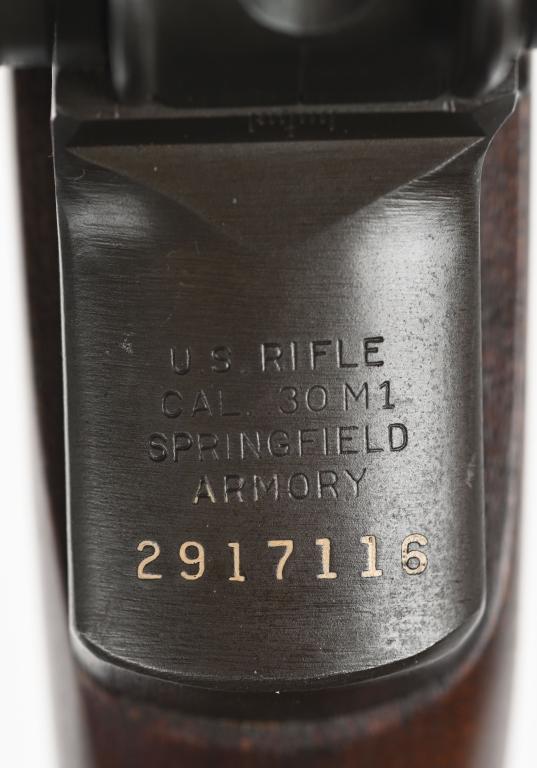 U.S. RIFLE
CAL. 30 M1
SPRINGFIELD
ARMORY
2917116